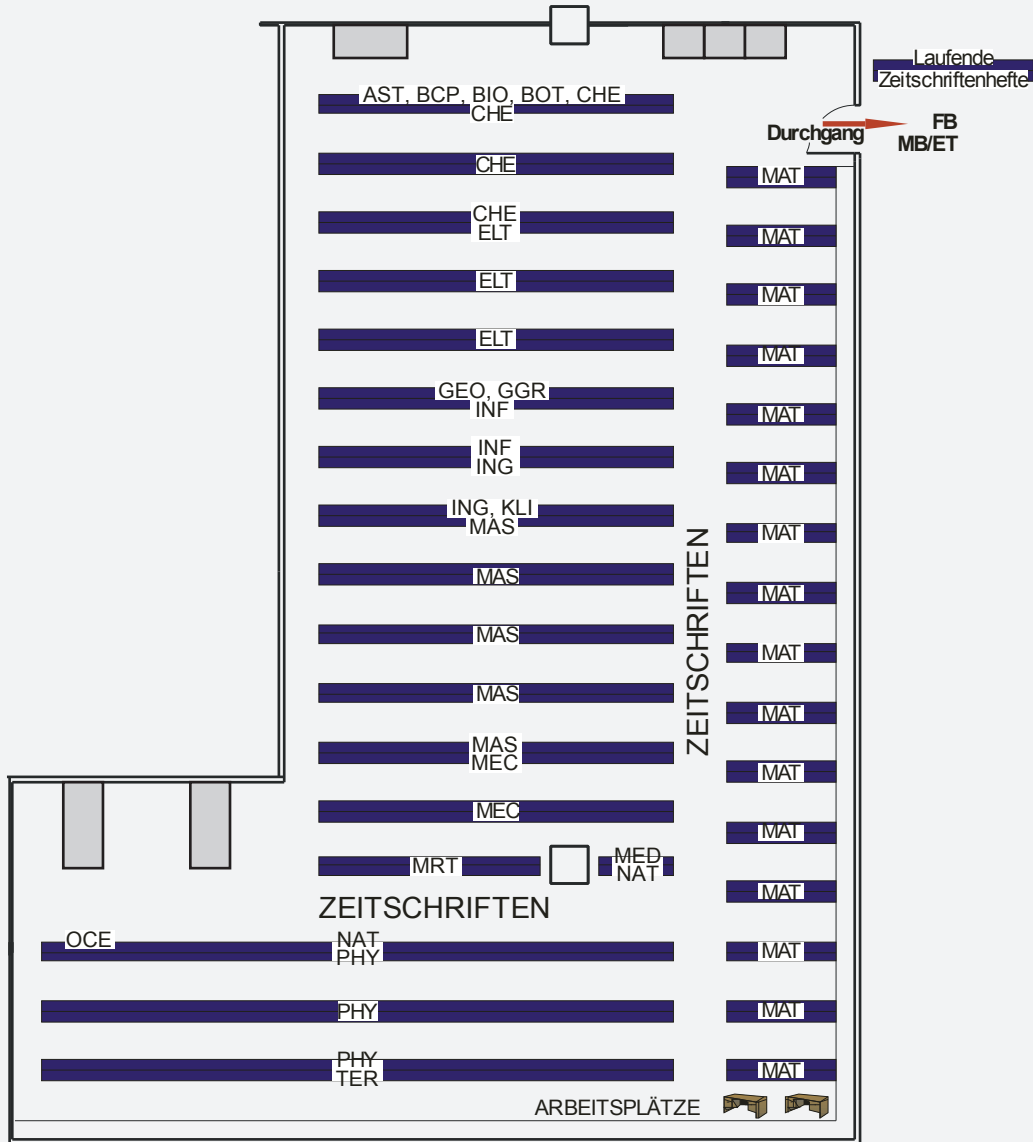 Laufende
Zeitschriftenhefte
AST, BCP, BIO, BOT, CHE
CHE
Durchgang
FB
MB/ET
CHE
MAT
CHE
ELT
MAT
ELT
MAT
ELT
MAT
GEO, GGR
INF
MAT
INF
ING
MAT
ING, KLI
MAS
MAT
ZEITSCHRIFTEN
MAS
MAT
MAS
MAT
MAS
MAT
MAS
MEC
MAT
MEC
MAT
MRT
MED
NAT
MAT
ZEITSCHRIFTEN
OCE
NAT
PHY
MAT
PHY
MAT
PHY
TER
MAT
ARBEITSPLÄTZE